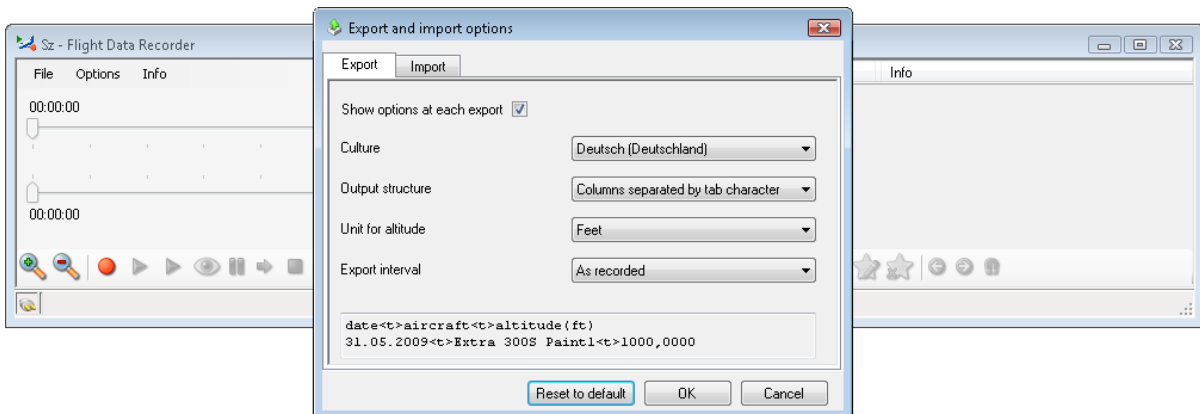 Sz - Flight Data Recorder
File Options Info
00:00:00
00:00:00
Export and import options
Export Import
Show options at each export
Culture Deutsch (Deutschland)
Output structure Columns separated by tab character
Unit for altitude Feet
Export interval As recorded
date<t>aircraft<t>altitude(ft)
31.05.2009<t>Extra 300S Paint1<t>1000,0000
Reset to default OK Cancel
Info